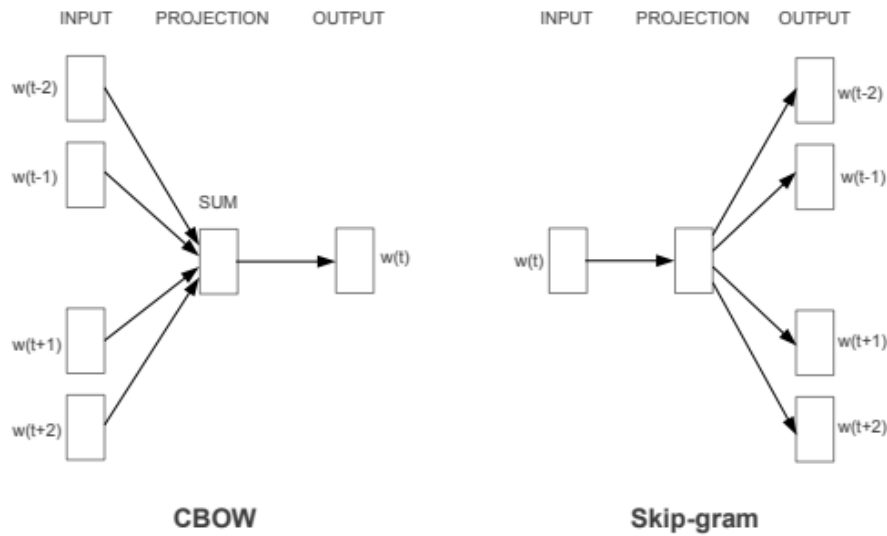 INPUT PROJECTION OUTPUT
w(t-2)
w(t-1)
SUM
w(t)
w(t+1)
w(t+2)
CBOW
INPUT PROJECTION OUTPUT
w(t-2)
w(t-1)
w(t)
w(t+1)
w(t+2)
Skip-gram